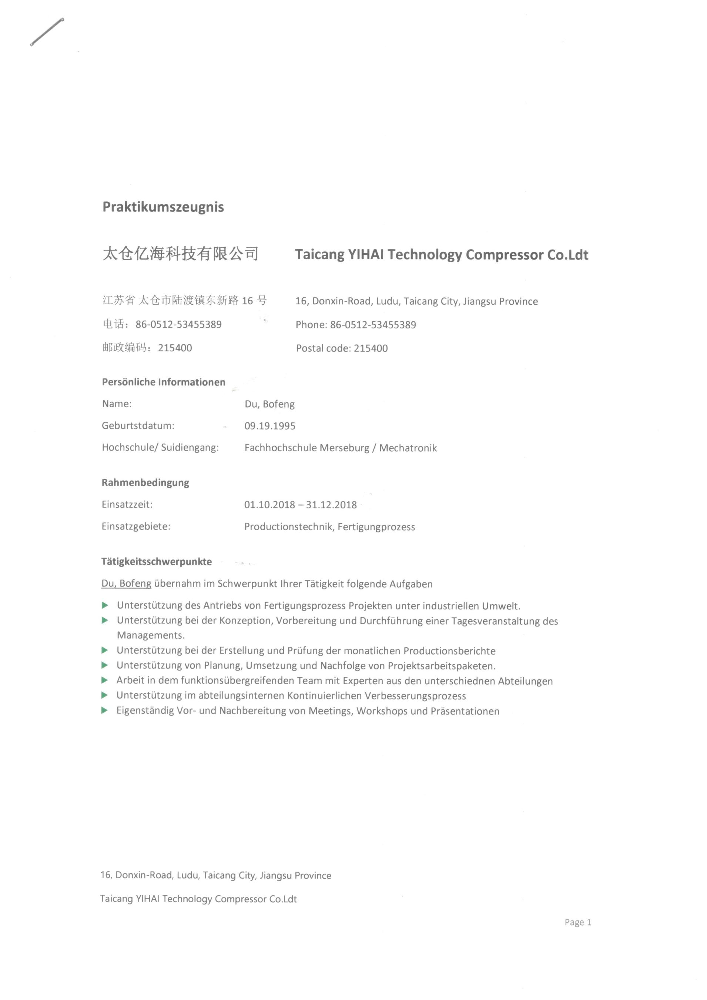 Praktikumszeugnis
太仓亿海科技有限公司 Taicang YIHAI Technology Compressor Co.Ldt
江苏省 太仓市陆渡镇东新路 16 号 16, Donxin-Road, Ludu, Taicang City, Jiangsu Province
电话：86-0512-53455389 Phone: 86-0512-53455389
邮政编码：215400 Postal code: 215400
Persönliche Informationen
Name: Du, Bofeng
Geburtstdatum: 09.19.1995
Hochschule/ Suidiengang: Fachhochschule Merseburg / Mechatronik
Rahmenbedingung
Einsatzzeit: 01.10.2018 – 31.12.2018
Einsatzgebiete: Productionstechnik, Fertigungprozess
Tätigkeitsschwerpunkte
Du, Bofeng übernahm im Schwerpunkt Ihrer Tätigkeit folgende Aufgaben
▶ Unterstützung des Antriebs von Fertigungsprozess Projekten unter industriellen Umwelt.
▶ Unterstützung bei der Konzeption, Vorbereitung und Durchführung einer Tagesveranstaltung des
Managements.
▶ Unterstützung bei der Erstellung und Prüfung der monatlichen Productionsberichte
▶ Unterstützung von Planung, Umsetzung und Nachfolge von Projektsarbeitspaketen.
▶ Arbeit in dem funktionsübergreifenden Team mit Experten aus den unterschiednen Abteilungen
▶ Unterstützung im abteilungsinternen Kontinuierlichen Verbesserungsprozess
▶ Eigenständig Vor- und Nachbereitung von Meetings, Workshops und Präsentationen
16, Donxin-Road, Ludu, Taicang City, Jiangsu Province
Taicang YIHAI Technology Compressor Co.Ldt
Page 1